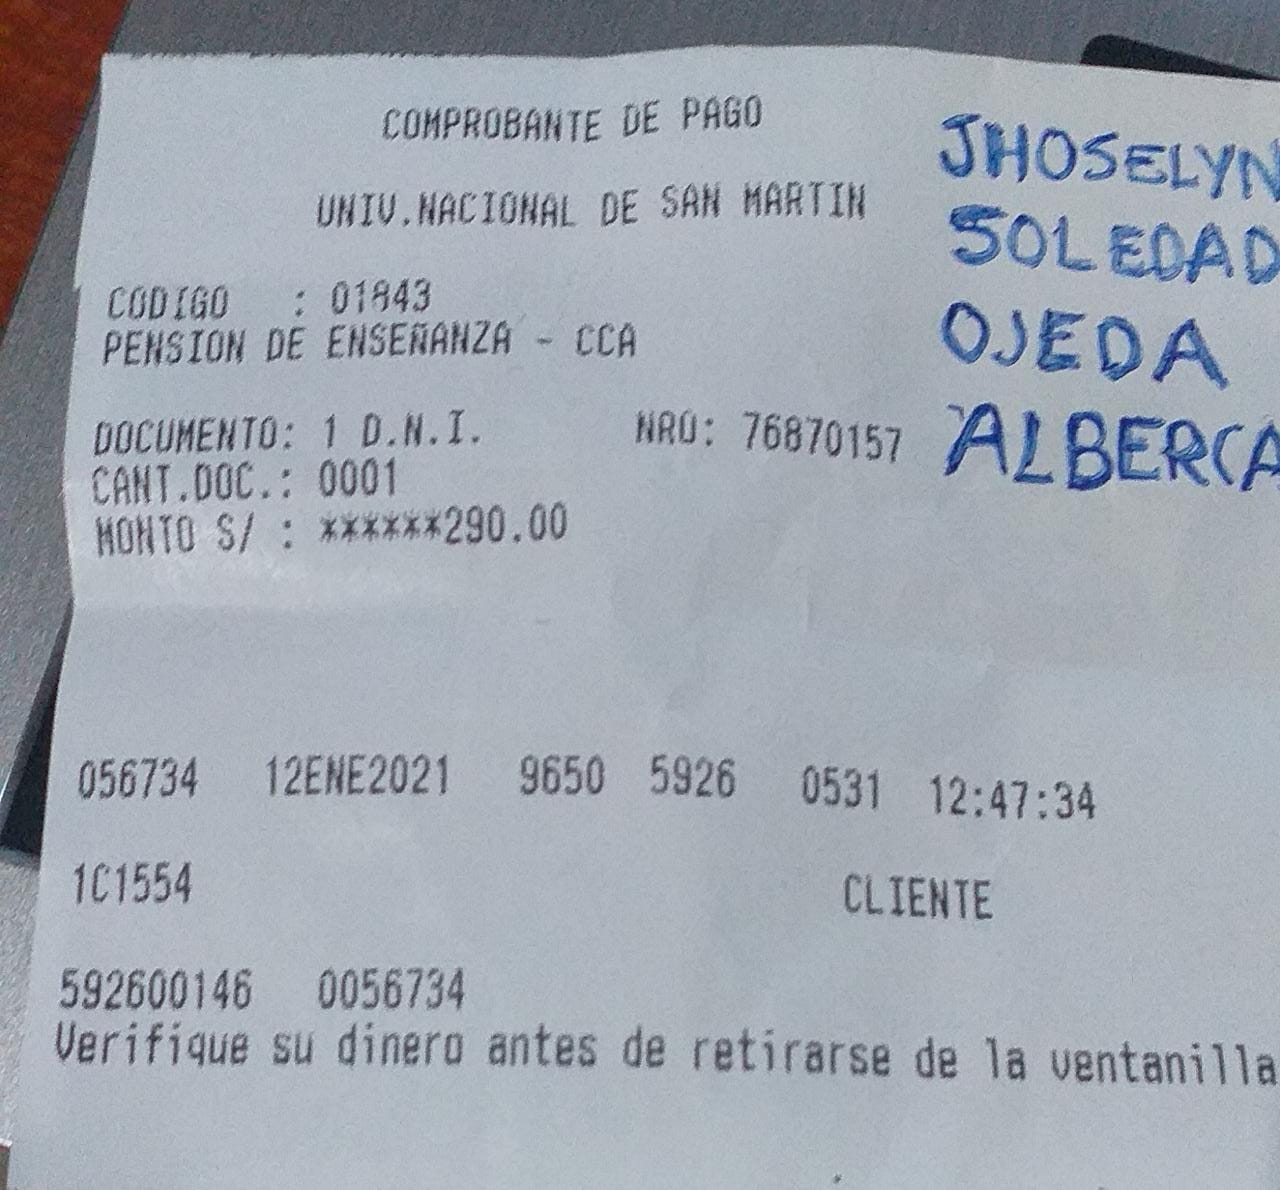 COMPROBANTE DE PAGO
UNIV.NACIONAL DE SAN MARTIN
CODIGO : 01843
PENSION DE ENSEÑANZA - CCA
DOCUMENTO: 1 D.N.I. NRO: 76870157
CANT.DOC.: 0001
MONTO S/ : ******290.00
056734 12ENE2021 9650 5926 0531 12:47:34
1C1554 CLIENTE
592600146 0056734
Verifique su dinero antes de retirarse de la ventanilla
JHOSELYN
SOLEDAD
OJEDA
ALBERCA